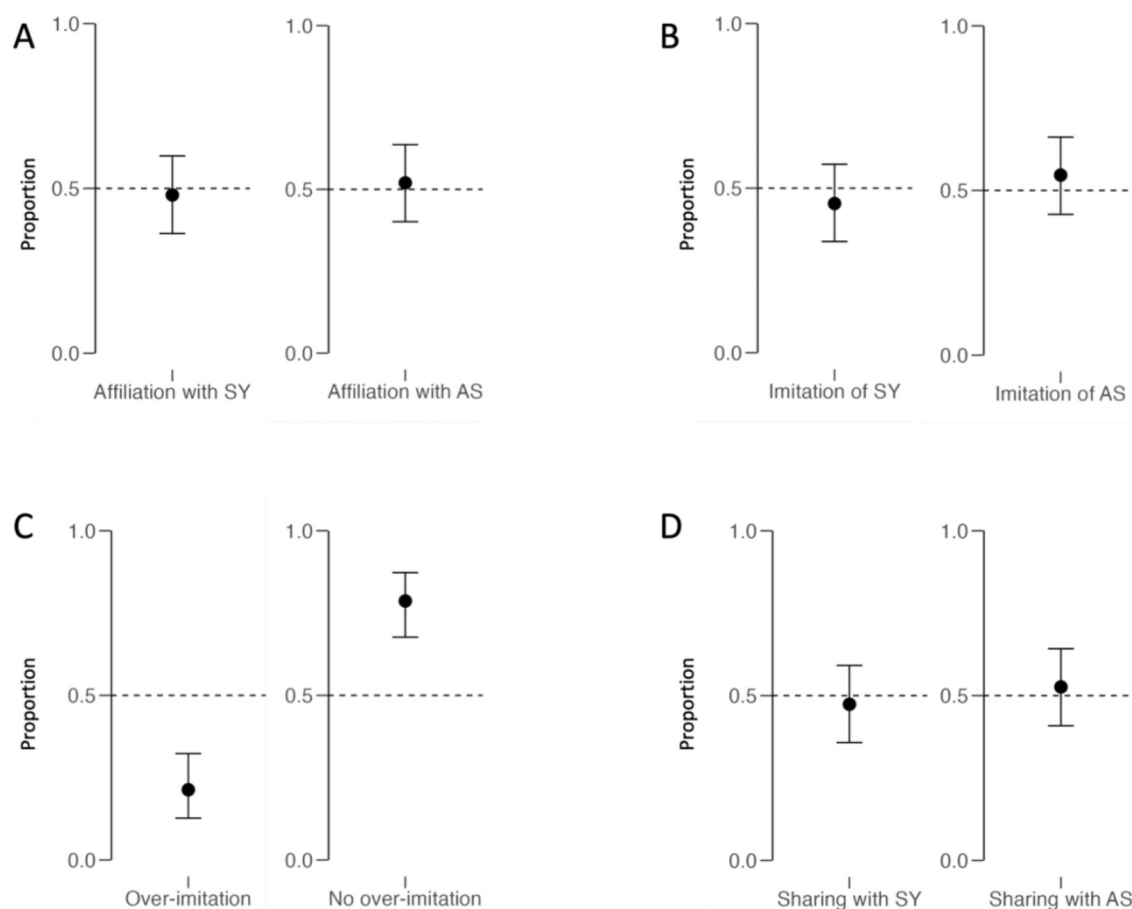 A
1.0
0.5
0.0
Proportion
Affiliation with SY
1.0
0.5
0.0
Affiliation with AS
B
1.0
0.5
0.0
Proportion
Imitation of SY
1.0
0.5
0.0
Imitation of AS
C
1.0
0.5
0.0
Proportion
Over-imitation
1.0
0.5
0.0
No over-imitation
D
1.0
0.5
0.0
Proportion
Sharing with SY
1.0
0.5
0.0
Sharing with AS